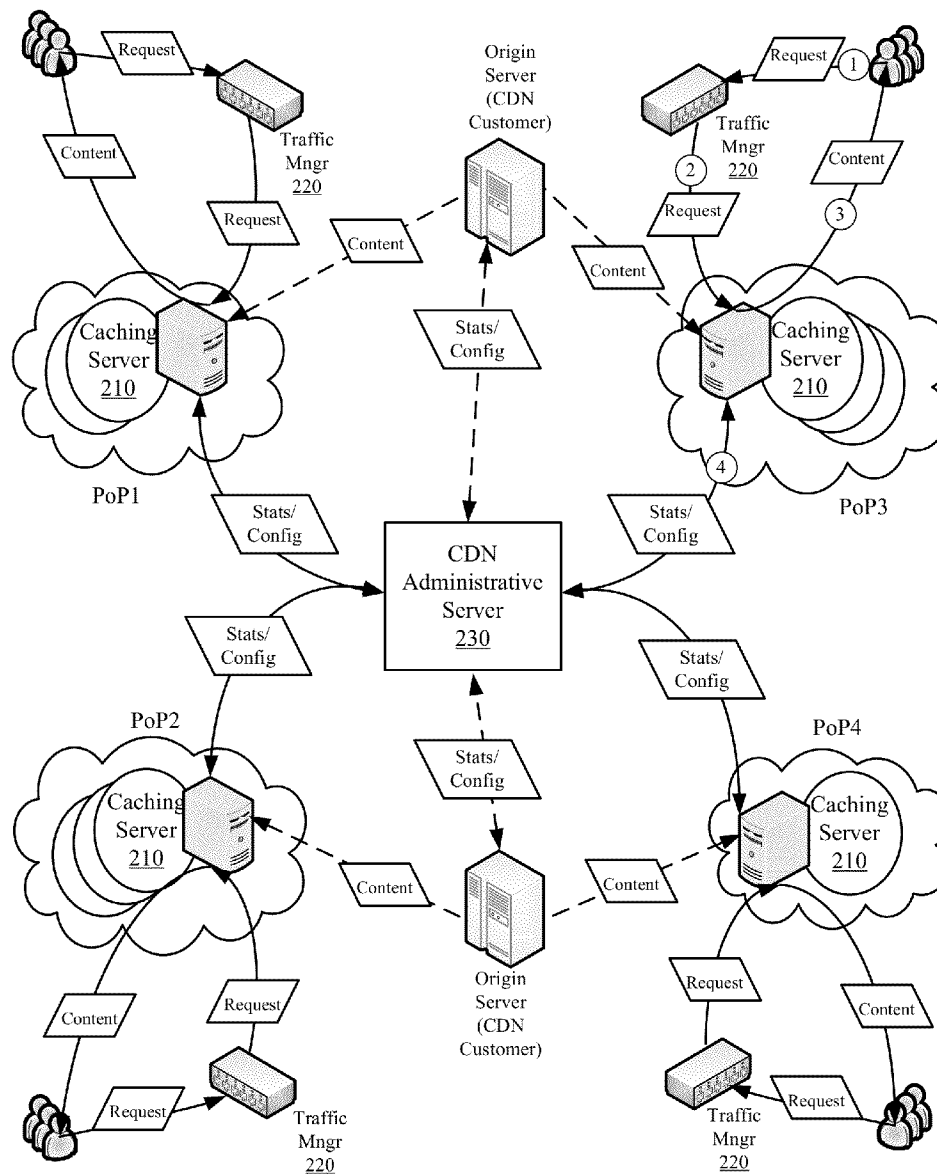 Request
Content
Traffic
Mngr
220
Request
Origin
Server
(CDN
Customer)
Request
1
Traffic
Mngr
220
2
Request
Content
3
Content
Content
Stats/
Config
Caching
Server
210
PoP1
Caching
Server
210
PoP3
4
Stats/
Config
Stats/
Config
CDN
Administrative
Server
230
Stats/
Config
Stats/
Config
PoP2
Caching
Server
210
Stats/
Config
PoP4
Caching
Server
210
Content
Content
Origin
Server
(CDN
Customer)
Content
Request
Request
Traffic
Mngr
220
Request
Content
Traffic
Mngr
220
Request